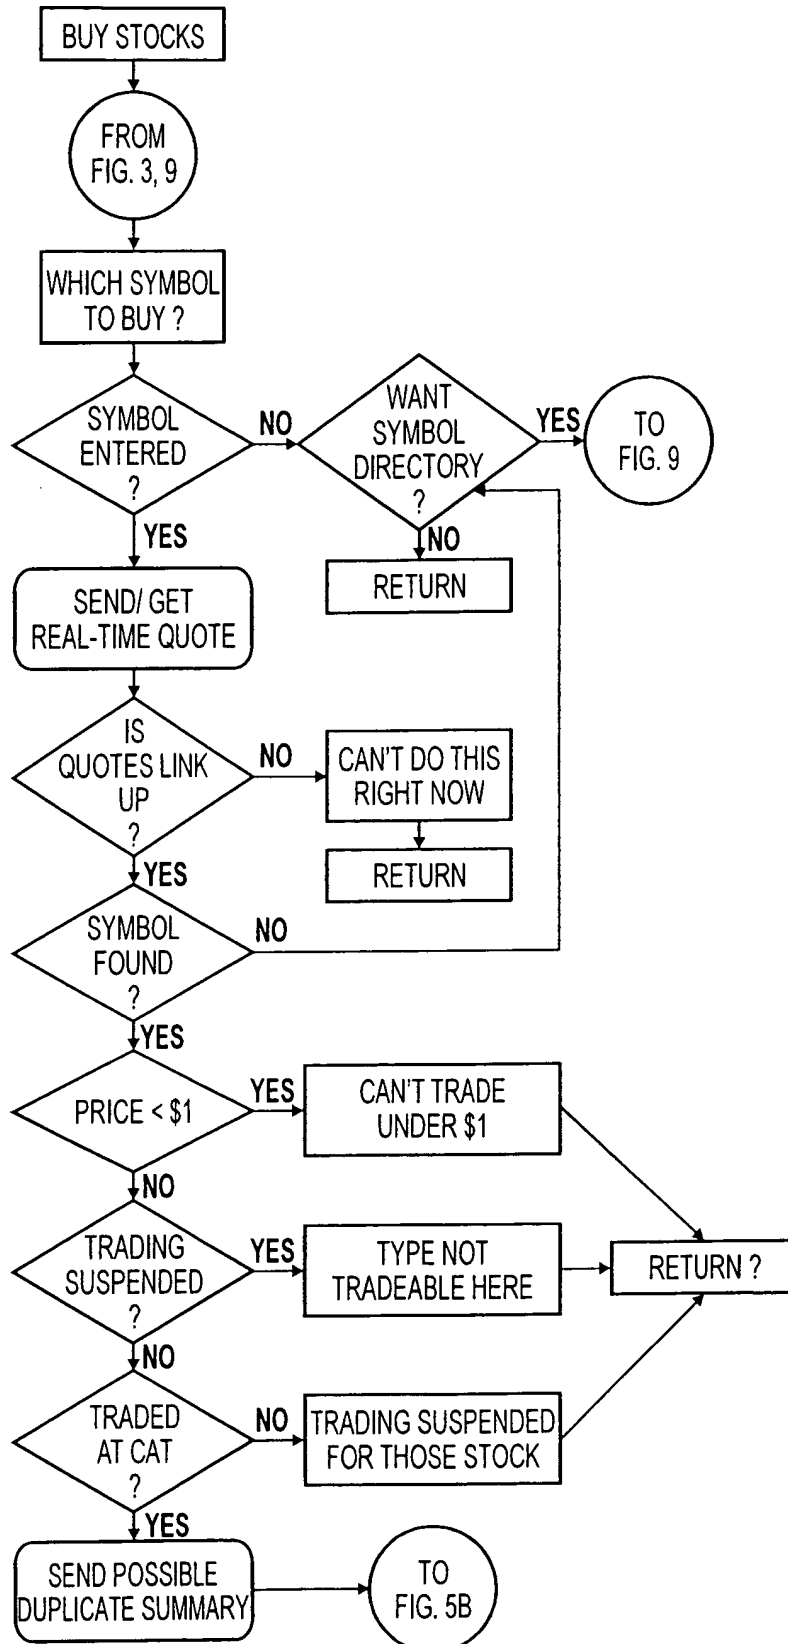 BUY STOCKS
FROM
FIG. 3, 9
WHICH SYMBOL
TO BUY ?
SYMBOL
ENTERED
?
NO
WANT
SYMBOL
DIRECTORY
?
YES
TO
FIG. 9
YES
NO
RETURN
SEND/ GET
REAL-TIME QUOTE
IS
QUOTES LINK
UP
?
NO
CAN'T DO THIS
RIGHT NOW
RETURN
YES
SYMBOL
FOUND
?
NO
YES
PRICE < $1
YES
CAN'T TRADE
UNDER $1
NO
TRADING
SUSPENDED
?
YES
TYPE NOT
TRADEABLE HERE
RETURN ?
NO
TRADED
AT CAT
?
NO
TRADING SUSPENDED
FOR THOSE STOCK
YES
SEND POSSIBLE
DUPLICATE SUMMARY
TO
FIG. 5B